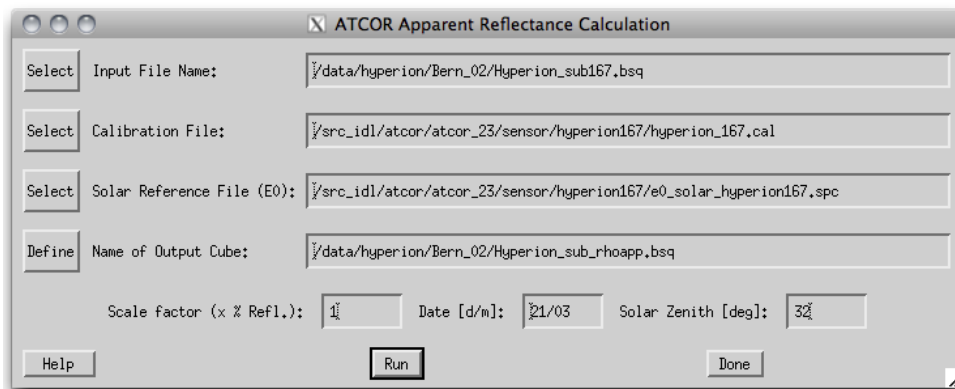 X ATCOR Apparent Reflectance Calculation
Select Input File Name: /data/hyperion/Bern_02/Hyperion_sub167.bsq
Select Calibration File: /src_idl/atcor/atcor_23/sensor/hyperion167/hyperion_167.cal
Select Solar Reference File (E0): /src_idl/atcor/atcor_23/sensor/hyperion167/e0_solar_hyperion167.spc
Define Name of Output Cube: /data/hyperion/Bern_02/Hyperion_sub_rhoapp.bsq
Scale factor (x % Refl.): 1 Date [d/m]: 21/03 Solar Zenith [deg]: 32
Help Run Done